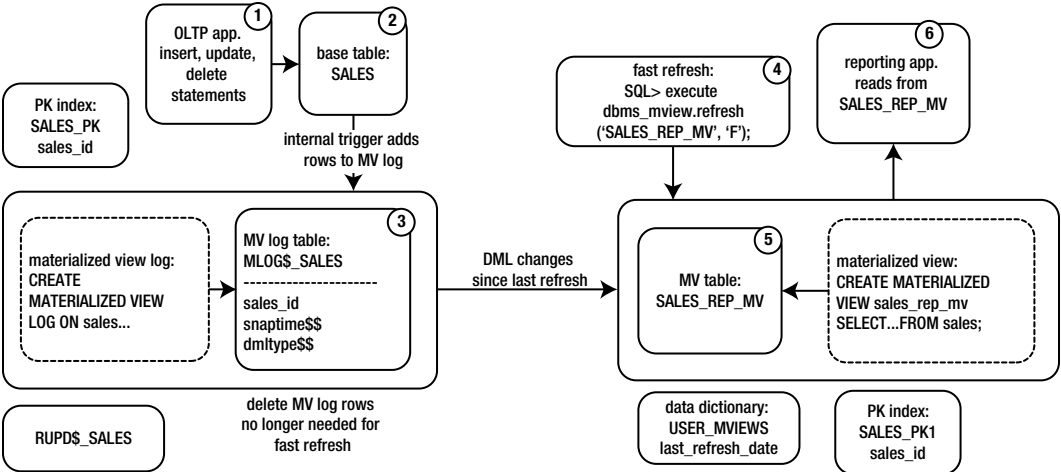 1
OLTP app.
insert, update,
delete
statements
2
base table:
SALES
PK index:
SALES_PK
sales_id
internal trigger adds
rows to MV log
4
fast refresh:
SQL> execute
dbms_mview.refresh
(‘SALES_REP_MV’, ‘F’);
6
reporting app.
reads from
SALES_REP_MV
materialized view log:
CREATE
MATERIALIZED VIEW
LOG ON sales...
3
MV log table:
MLOG$_SALES
-----------------------
sales_id
snaptime$$
dmltype$$
DML changes
since last refresh
5
MV table:
SALES_REP_MV
materialized view:
CREATE MATERIALIZED
VIEW sales_rep_mv
SELECT...FROM sales;
RUPD$_SALES
delete MV log rows
no longer needed for
fast refresh
data dictionary:
USER_MVIEWS
last_refresh_date
PK index:
SALES_PK1
sales_id